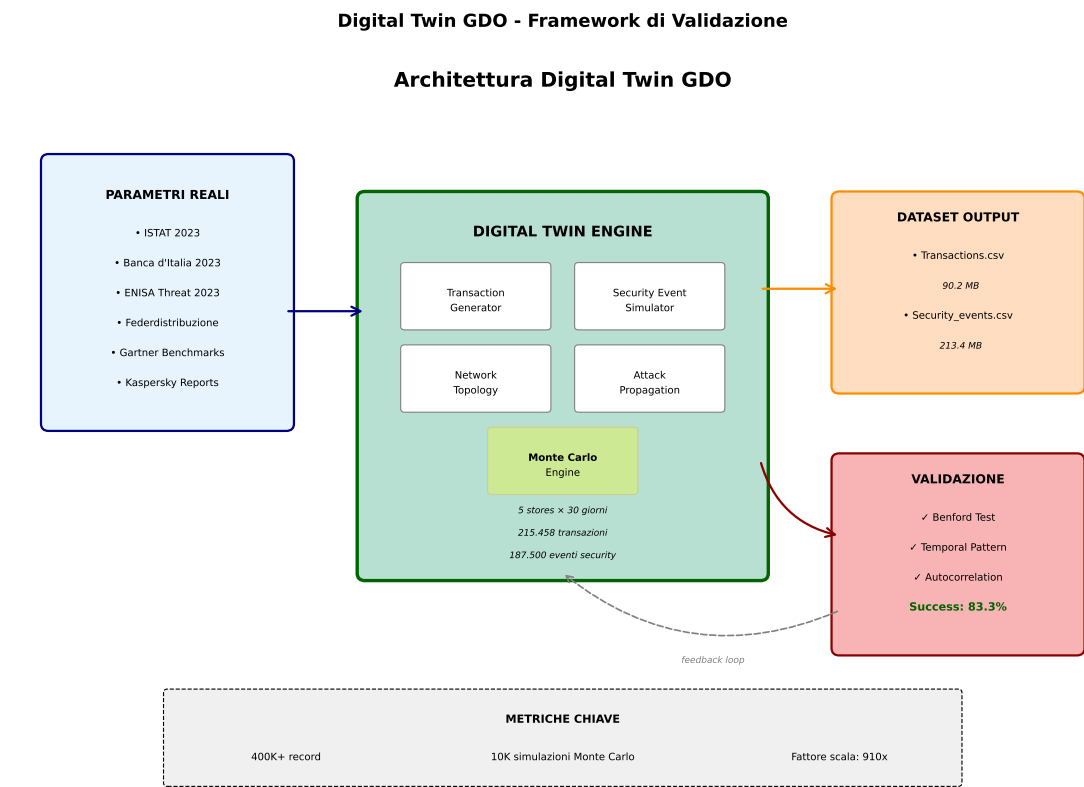 Digital Twin GDO - Framework di Validazione
Architettura Digital Twin GDO
PARAMETRI REALI
• ISTAT 2023
• Banca d'Italia 2023
• ENISA Threat 2023
• Federdistribuzione
• Gartner Benchmarks
• Kaspersky Reports
DIGITAL TWIN ENGINE
Transaction
Generator
Security Event
Simulator
Network
Topology
Attack
Propagation
Monte Carlo
Engine
5 stores × 30 giorni
215.458 transazioni
187.500 eventi security
DATASET OUTPUT
• Transactions.csv
90.2 MB
• Security_events.csv
213.4 MB
VALIDAZIONE
✓ Benford Test
✓ Temporal Pattern
✓ Autocorrelation
Success: 83.3%
feedback loop
METRICHE CHIAVE
400K+ record
10K simulazioni Monte Carlo
Fattore scala: 910x